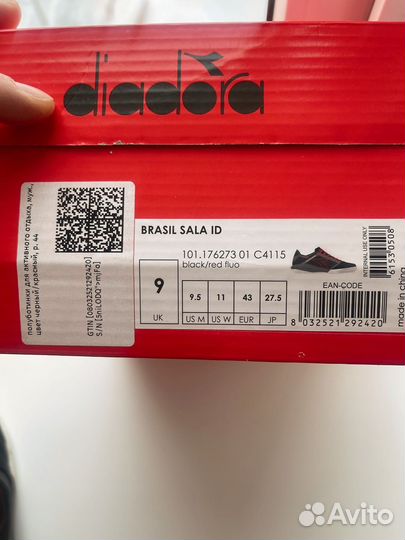 diadora
полуботинки для активного отдыха, муж.,
цвет черный/красный, р. 44
GTIN [08032521292420]
BRASIL SALA ID
101.176273 01 C4115
black/red fluo
9
UK
9.5
11
43
27.5
US M
US W
EUR
JP
INTERNAL USE ONLY
EAN-CODE
8 032521 292420
made in china
Avito